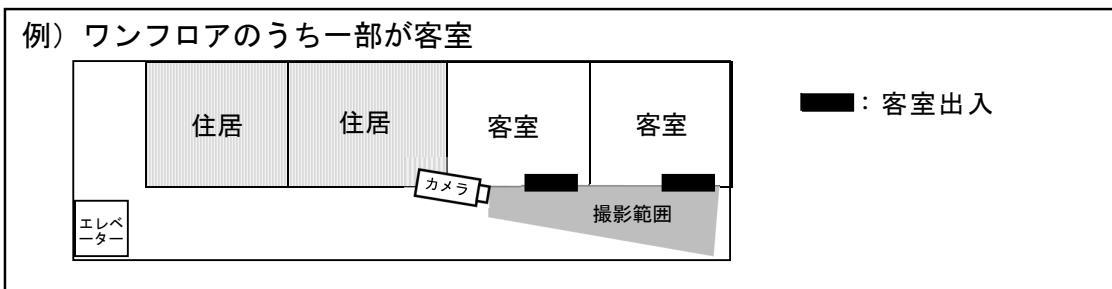 例）ワンフロアのうち一部が客室
住居
住居
客室
客室
：客室出入
カメラ
撮影範囲
エレベ
ーター